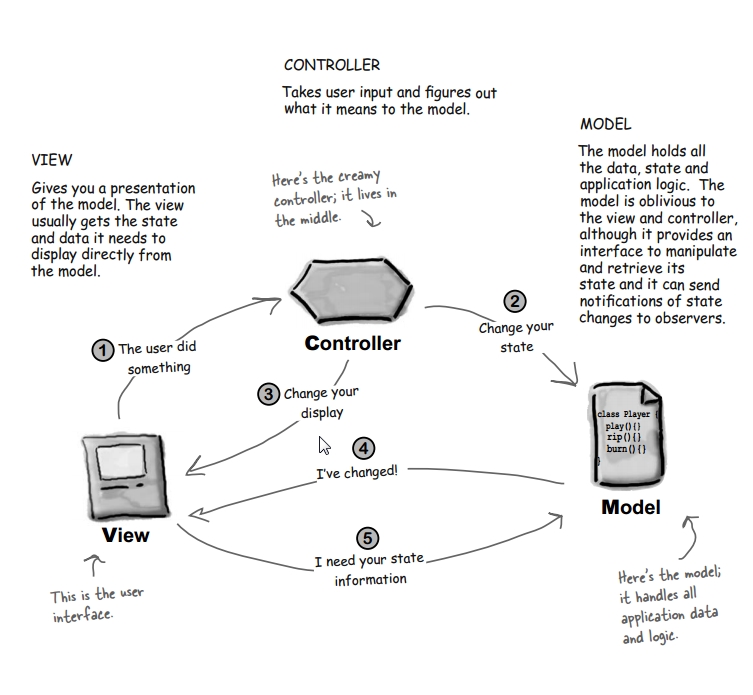 CONTROLLER
Takes user input and figures out
what it means to the model.
MODEL
The model holds all
the data, state and
application logic. The
model is oblivious to
the view and controller,
although it provides an
interface to manipulate
and retrieve its
state and it can send
notifications of state
changes to observers.
VIEW
Gives you a presentation
of the model. The view
usually gets the state
and data it needs to
display directly from
the model.
Here's the creamy
controller; it lives in
the middle.
Controller
1 The user did
something
2
Change your
state
3 Change your
display
4
I've changed!
5
I need your state
information
class Player {
play(){}
rip(){}
burn(){}
}
View
Model
This is the user
interface.
Here's the model;
it handles all
application data
and logic.